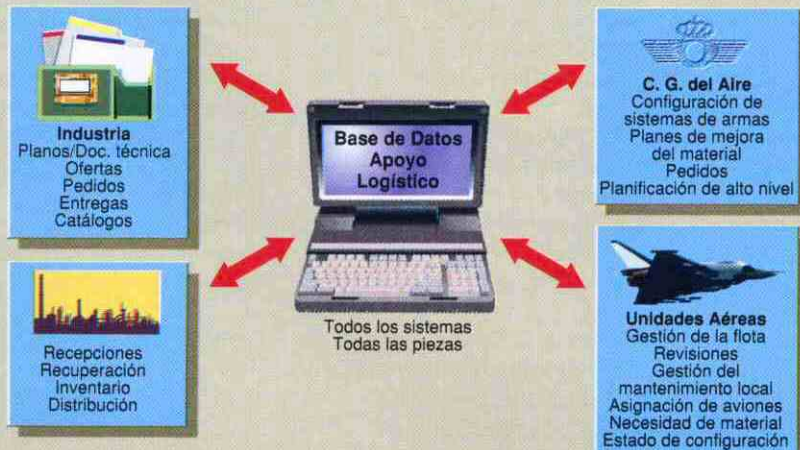 Industria
Planos/Doc. técnica
Ofertas
Pedidos
Entregas
Catálogos
Base de Datos
Apoyo
Logístico
Todos los sistemas
Todas las piezas
C. G. del Aire
Configuración de
sistemas de armas
Planes de mejora
del material
Pedidos
Planificación de alto nivel
Recepciones
Recuperación
Inventario
Distribución
Unidades Aéreas
Gestión de la flota
Revisiones
Gestión del
mantenimiento local
Asignación de aviones
Necesidad de material
Estado de configuración